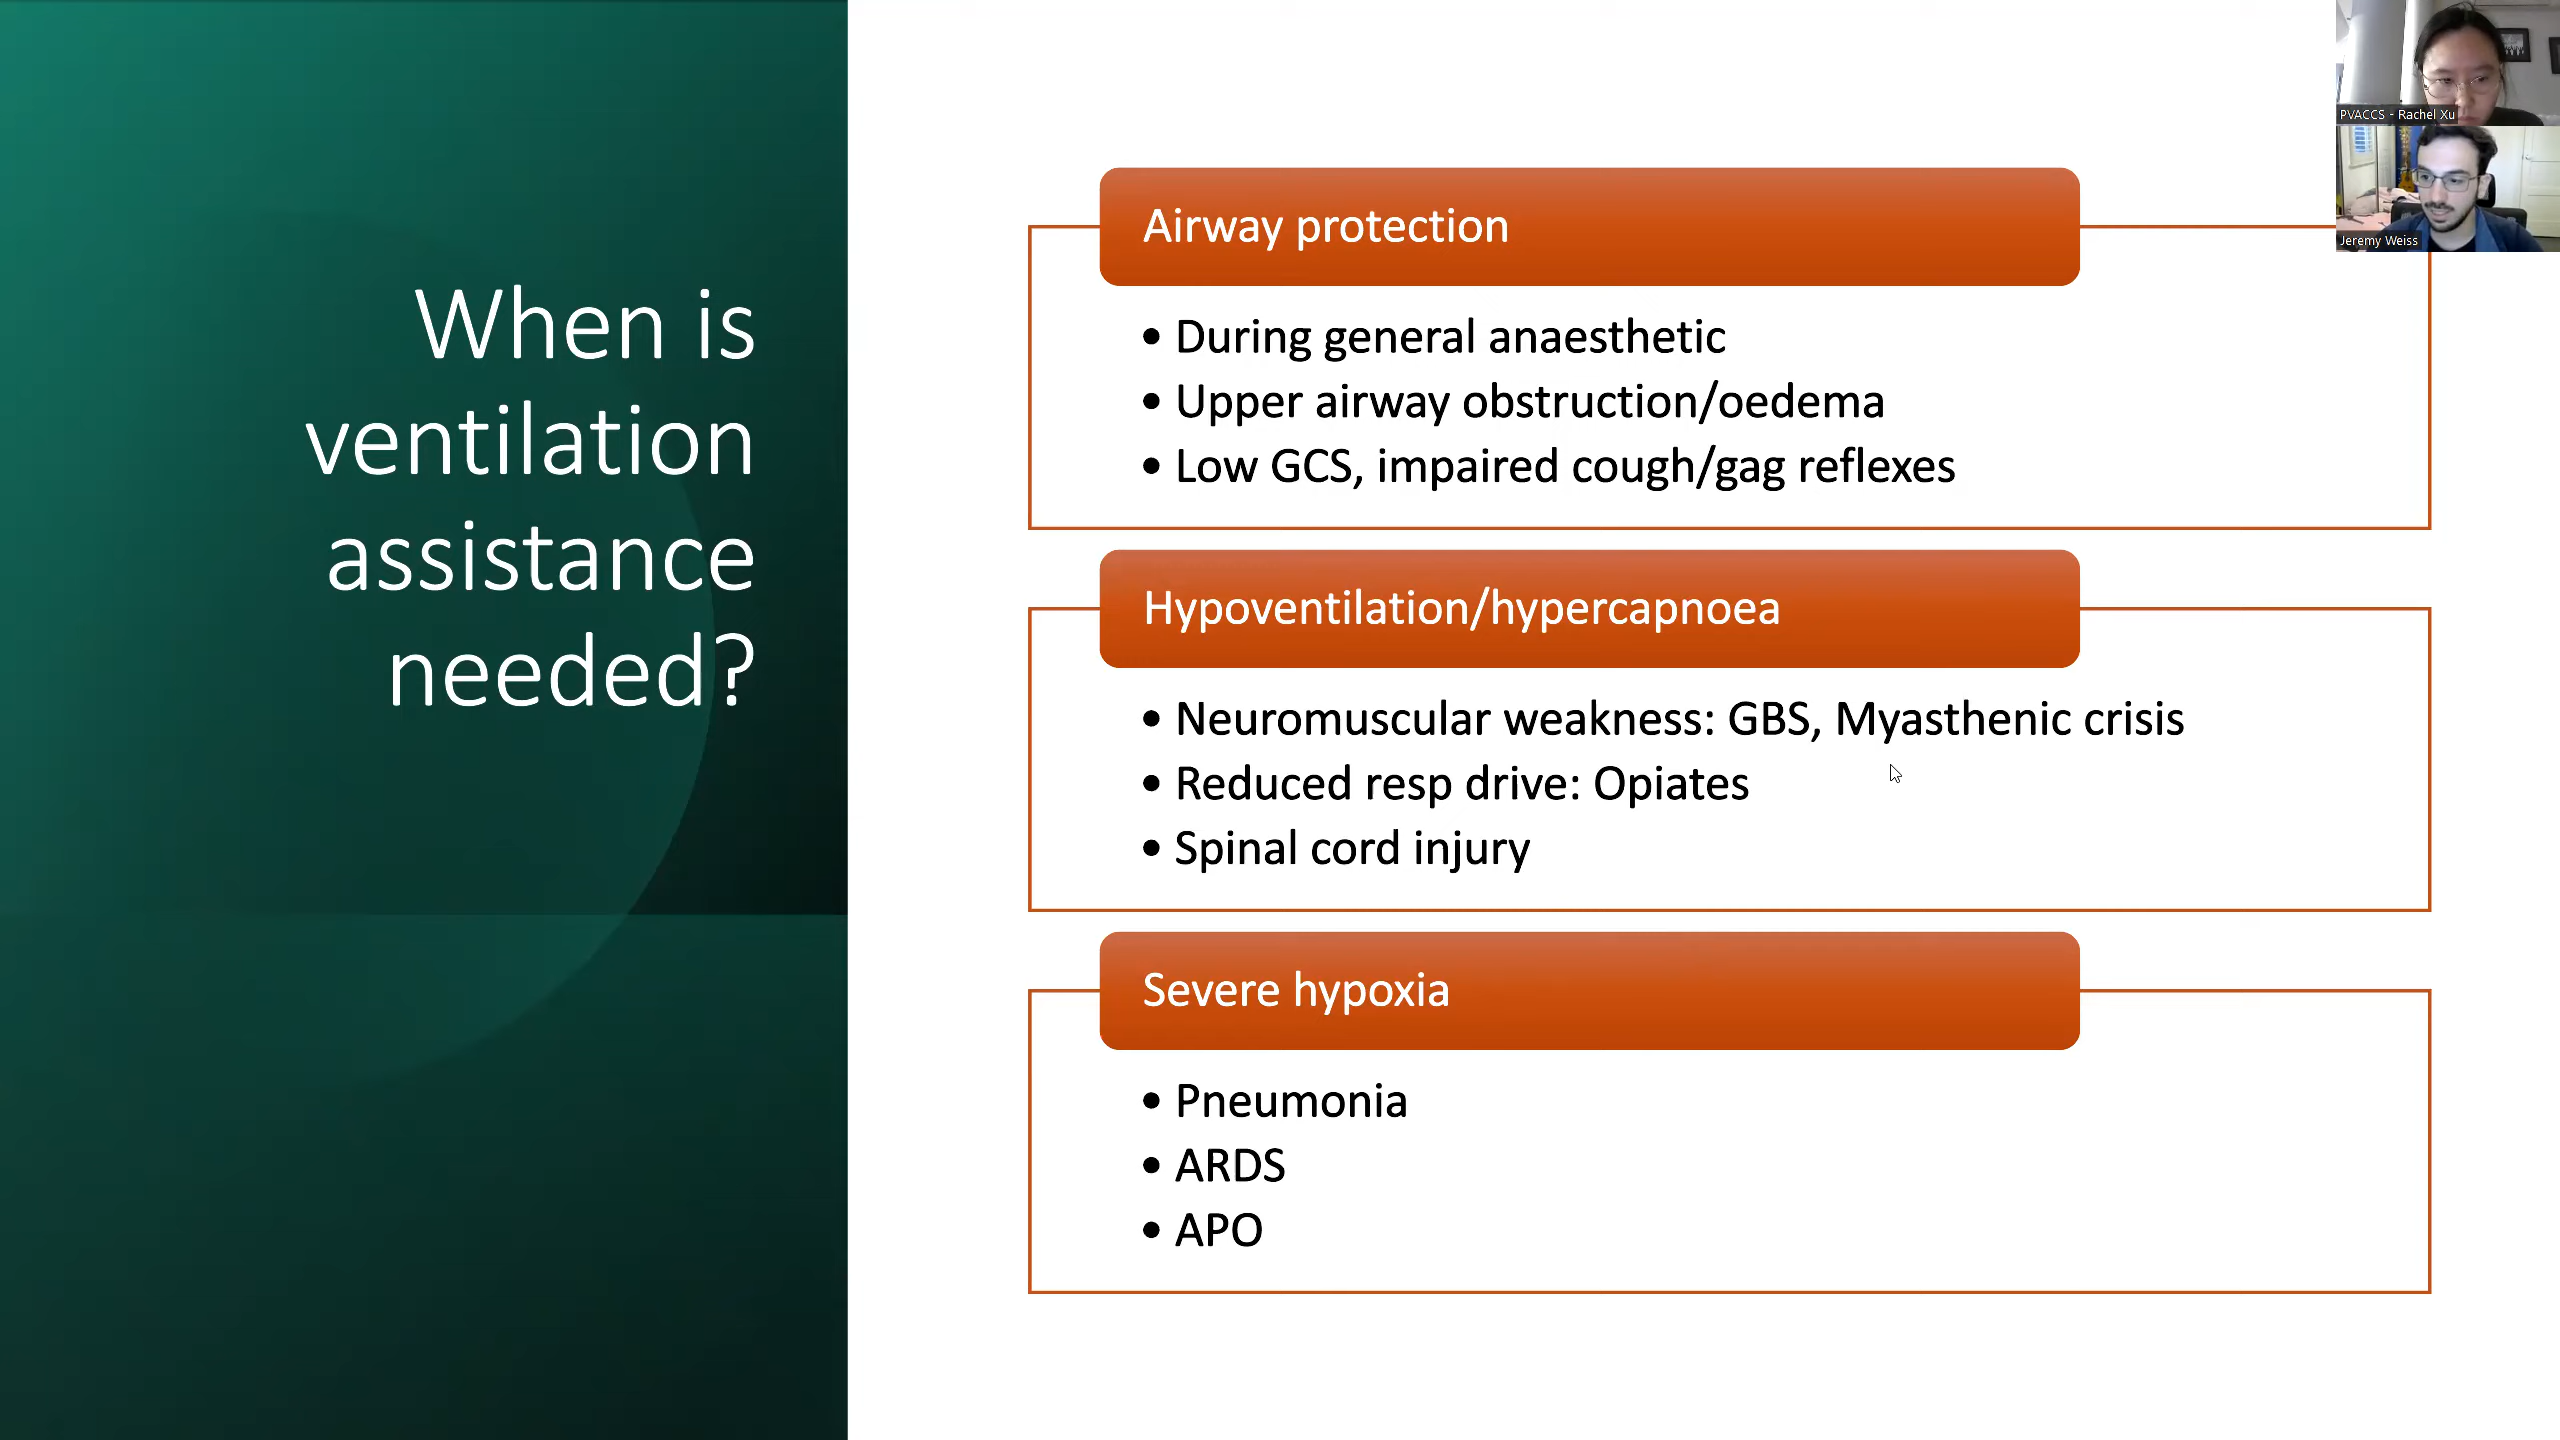 When is
ventilation
assistance
needed?
Airway protection
• During general anaesthetic
• Upper airway obstruction/oedema
• Low GCS, impaired cough/gag reflexes
Hypoventilation/hypercapnoea
• Neuromuscular weakness: GBS, Myasthenic crisis
• Reduced resp drive: Opiates
• Spinal cord injury
Severe hypoxia
• Pneumonia
• ARDS
• APO
PVACCS - Rachel Xu
Jeremy Weiss